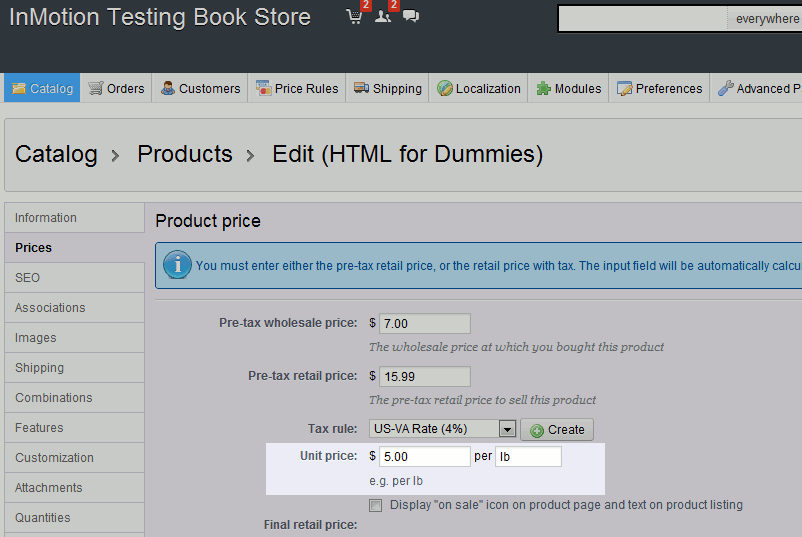 InMotion Testing Book Store 2 2 everywhere
Catalog Orders Customers Price Rules Shipping Localization Modules Preferences Advanced P
Catalog > Products > Edit (HTML for Dummies)
Information
Prices
SEO
Associations
Images
Shipping
Combinations
Features
Customization
Attachments
Quantities
Product price
You must enter either the pre-tax retail price, or the retail price with tax. The input field will be automatically calcu
Pre-tax wholesale price: $ 7.00
The wholesale price at which you bought this product
Pre-tax retail price: $ 15.99
The pre-tax retail price to sell this product
Tax rule: US-VA Rate (4%) Create
Unit price: $ 5.00 per lb
e.g. per lb
Display "on sale" icon on product page and text on product listing
Final retail price: